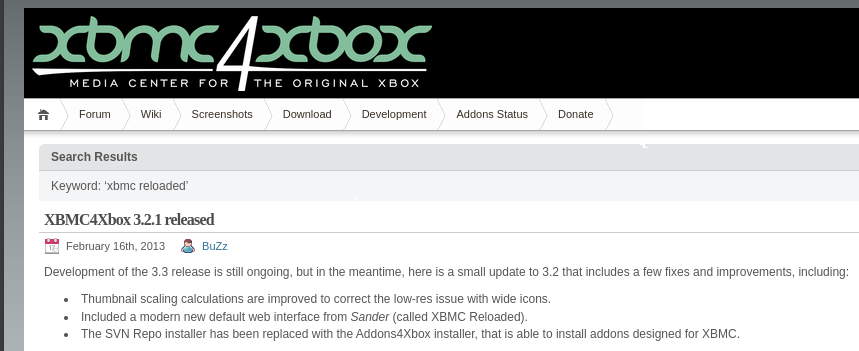 xbmc4xbox
MEDIA CENTER FOR THE ORIGINAL XBOX
Forum Wiki Screenshots Download Development Addons Status Donate
Search Results
Keyword: ‘xbmc reloaded’
XBMC4Xbox 3.2.1 released
February 16th, 2013 BuZz
Development of the 3.3 release is still ongoing, but in the meantime, here is a small update to 3.2 that includes a few fixes and improvements, including:
• Thumbnail scaling calculations are improved to correct the low-res issue with wide icons.
• Included a modern new default web interface from Sander (called XBMC Reloaded).
• The SVN Repo installer has been replaced with the Addons4Xbox installer, that is able to install addons designed for XBMC.